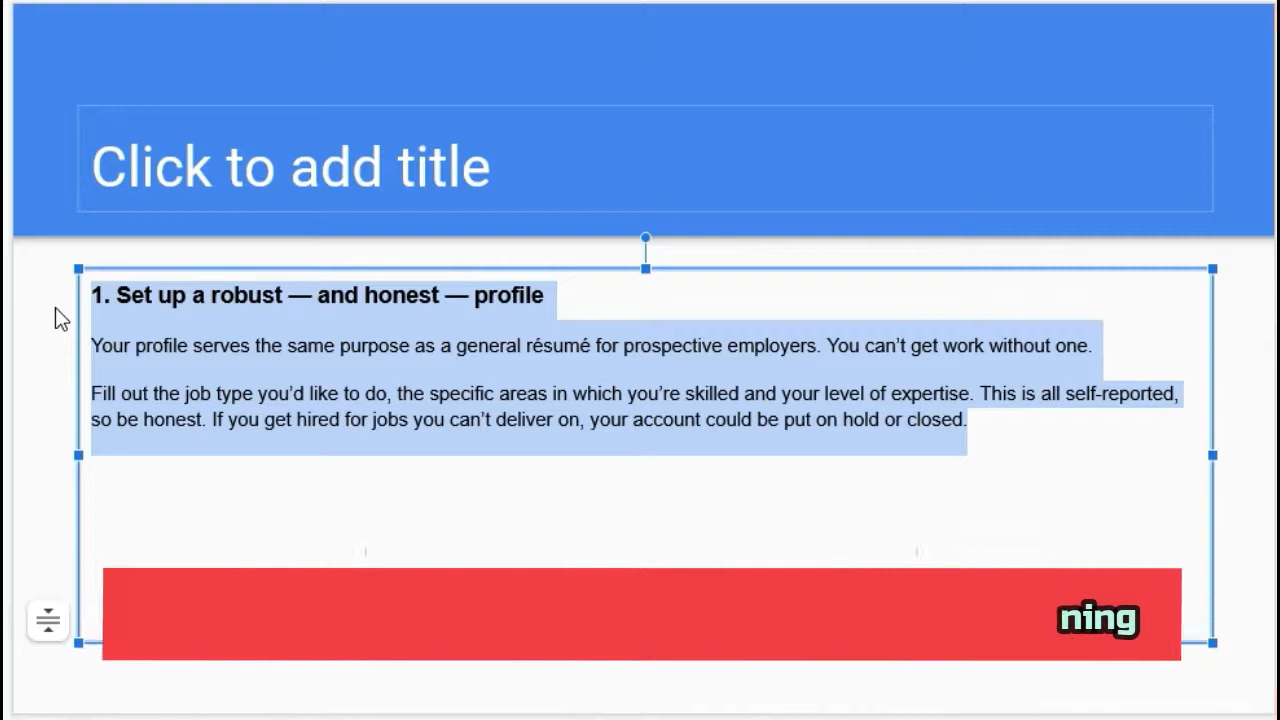 Click to add title
1. Set up a robust — and honest — profile
Your profile serves the same purpose as a general résumé for prospective employers. You can’t get work without one.
Fill out the job type you’d like to do, the specific areas in which you’re skilled and your level of expertise. This is all self-reported,
so be honest. If you get hired for jobs you can’t deliver on, your account could be put on hold or closed.
ning